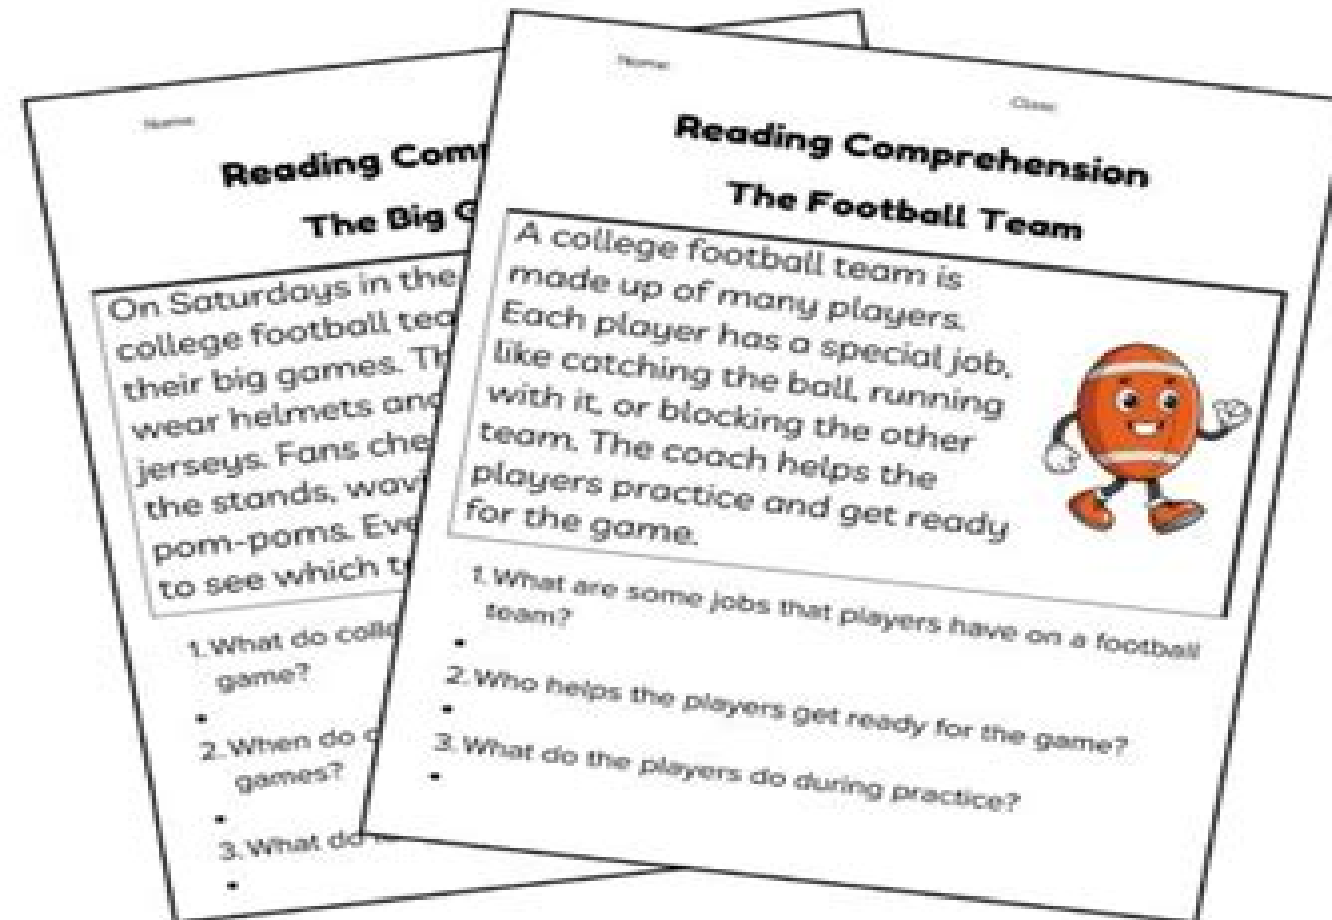 Name:
Reading Comp
The Big G
On Saturdays in the
college football tea
their big games. Th
wear helmets and
jerseys. Fans che
the stands, wavi
pom-poms. Eve
to see which t
1. What do colle
game?
2. When do c
games?
3. What do
Name:
Class:
Reading Comprehension
The Football Team
A college football team is
made up of many players.
Each player has a special job,
like catching the ball, running
with it, or blocking the other
team. The coach helps the
players practice and get ready
for the game.
1. What are some jobs that players have on a football
team?
2. Who helps the players get ready for the game?
3. What do the players do during practice?